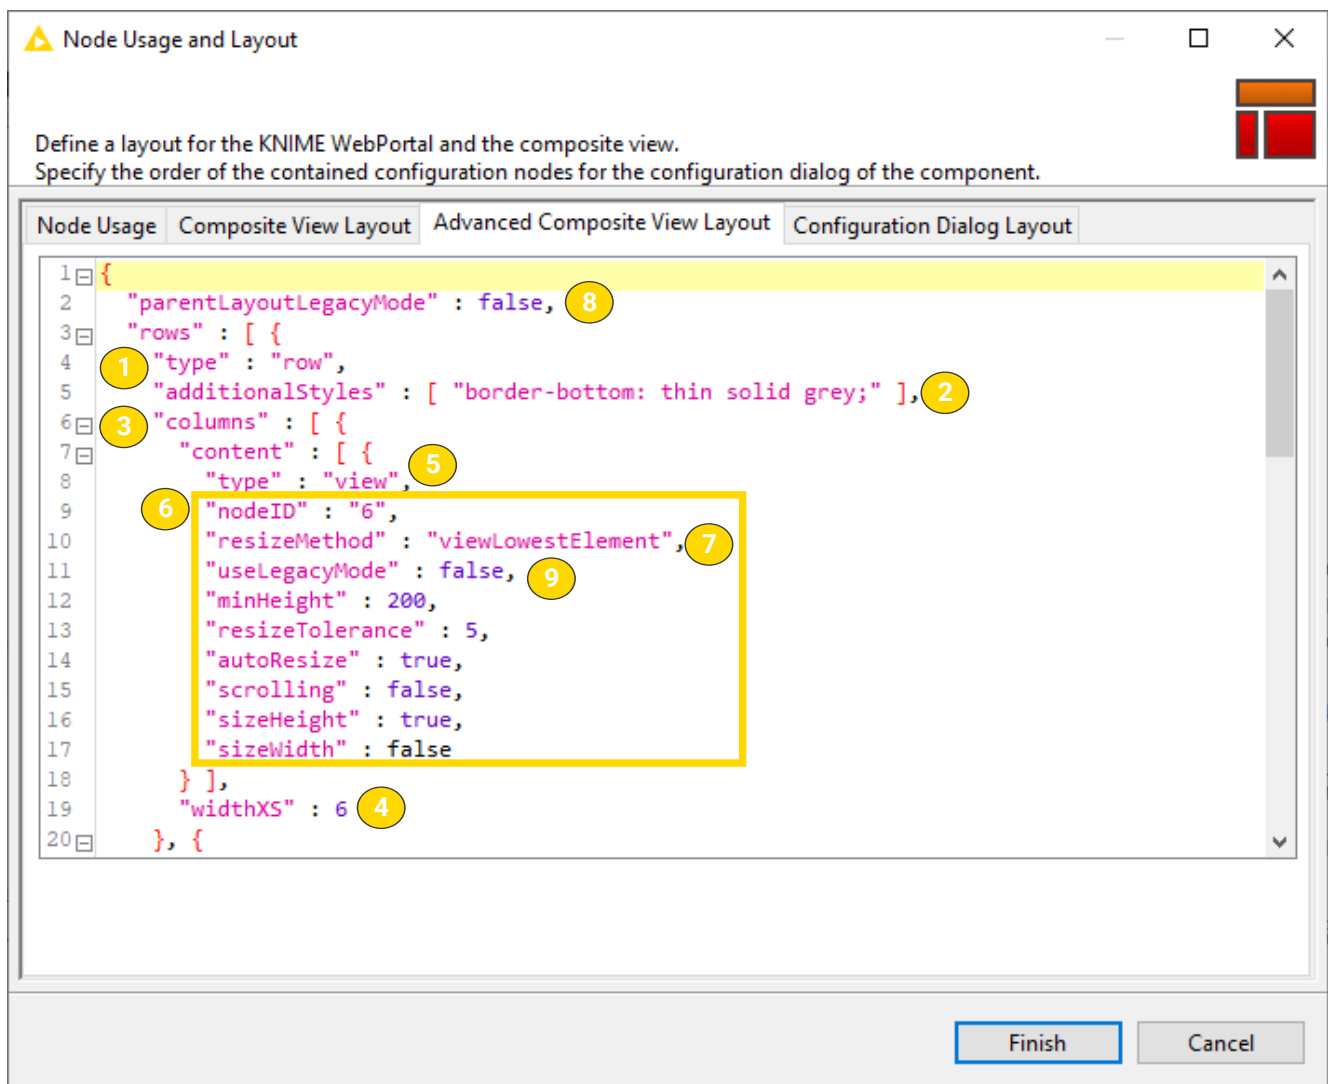 Node Usage and Layout
Define a layout for the KNIME WebPortal and the composite view.
Specify the order of the contained configuration nodes for the configuration dialog of the component.
Node Usage Composite View Layout Advanced Composite View Layout Configuration Dialog Layout
1 {
2 "parentLayoutLegacyMode" : false, 8
3 "rows" : [ {
4 1 "type" : "row",
5 "additionalStyles" : [ "border-bottom: thin solid grey;" ], 2
6 3 "columns" : [ {
7 "content" : [ {
8 "type" : "view", 5
9 6 "nodeID" : "6",
10 "resizeMethod" : "viewLowestElement", 7
11 "useLegacyMode" : false, 9
12 "minHeight" : 200,
13 "resizeTolerance" : 5,
14 "autoResize" : true,
15 "scrolling" : false,
16 "sizeHeight" : true,
17 "sizeWidth" : false
18 } ],
19 "widthXS" : 6 4
20 }, {
Finish Cancel